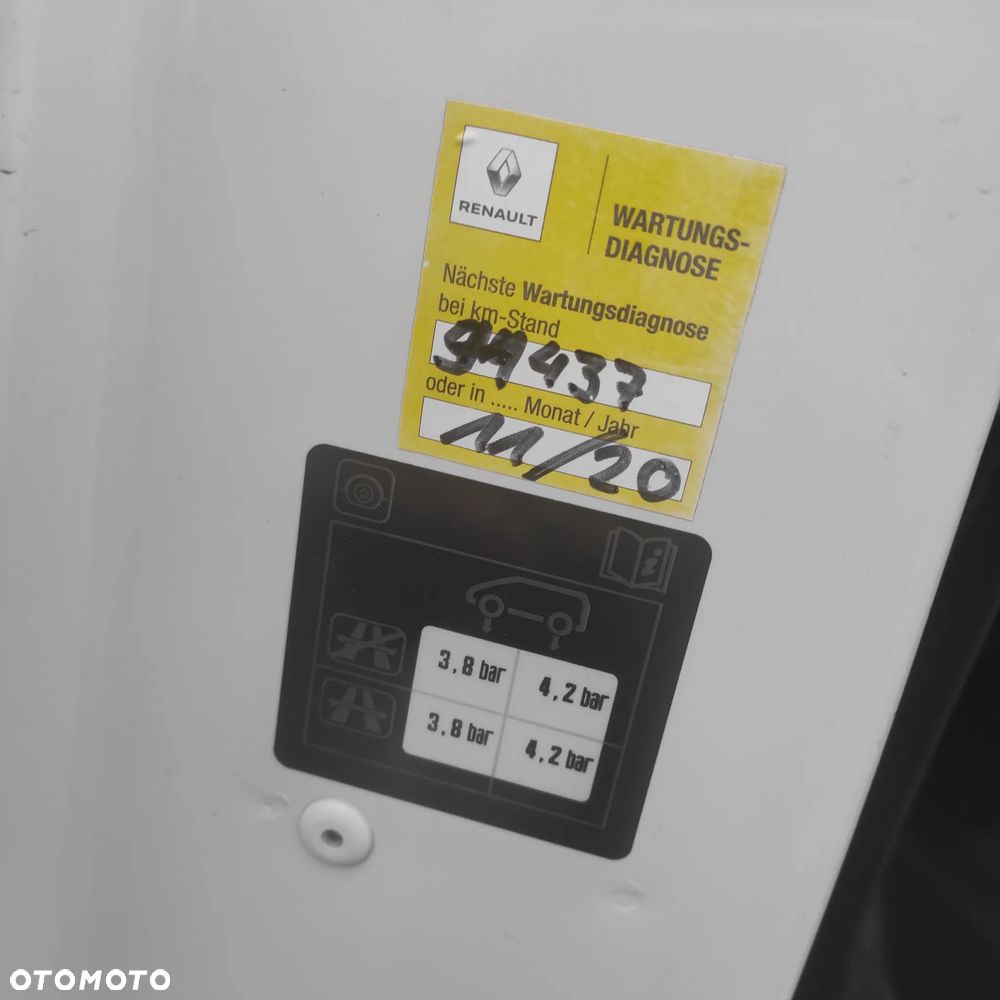 RENAULT
WARTUNGS-
DIAGNOSE
Nächste Wartungsdiagnose
bei km-Stand
91437
oder in ..... Monat / Jahr
11/20
3,8 bar 4,2 bar
3,8 bar 4,2 bar
OTOMOTO